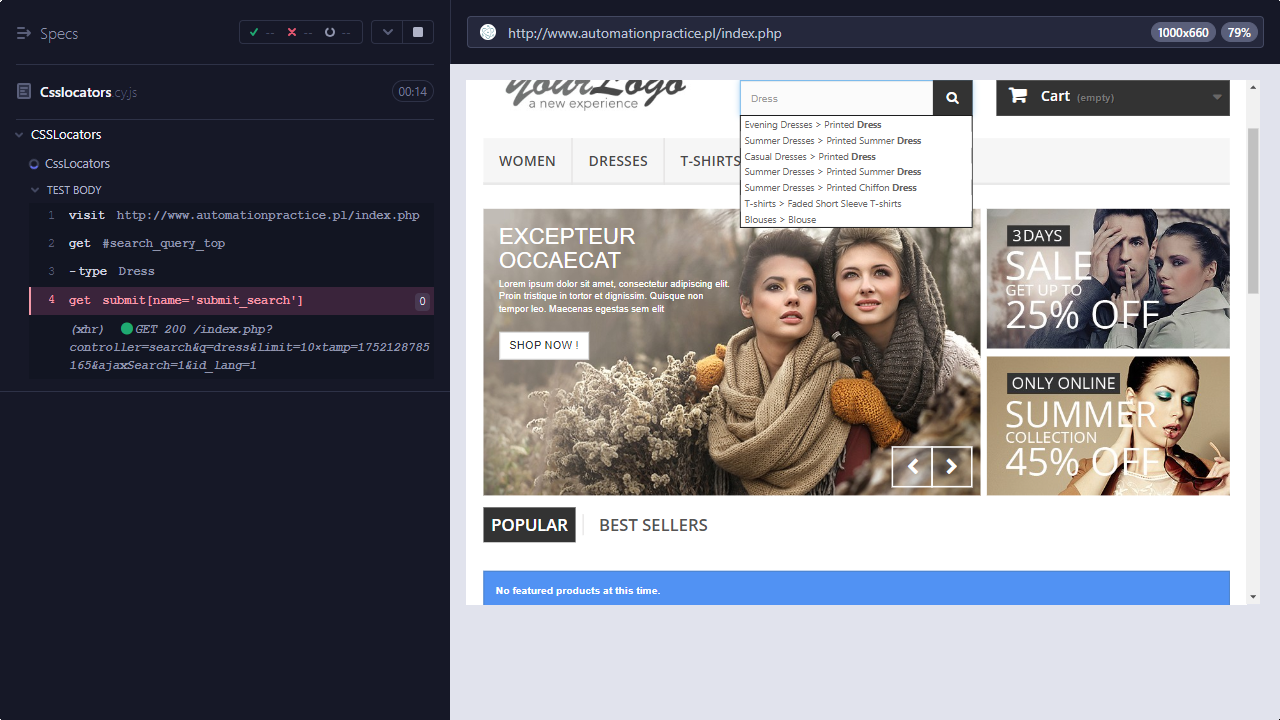 Specs
-- -- --
Csslocators.cy.js 00:14
CSSLocators
CssLocators
TEST BODY
1 visit http://www.automationpractice.pl/index.php
2 get #search_query_top
3 -type Dress
4 get submit[name='submit_search'] 0
(xhr) GET 200 /index.php?
controller=search&q=dress&limit=10×tamp=1752128785
165&ajaxSearch=1&id_lang=1
http://www.automationpractice.pl/index.php 1000x660 79%
yourLogo
a new experience
Dress
Cart (empty)
Evening Dresses > Printed Dress
Summer Dresses > Printed Summer Dress
Casual Dresses > Printed Dress
Summer Dresses > Printed Summer Dress
Summer Dresses > Printed Chiffon Dress
T-shirts > Faded Short Sleeve T-shirts
Blouses > Blouse
WOMEN DRESSES T-SHIRTS
EXCEPTEUR
OCCAECAT
Lorem ipsum dolor sit amet, consectetur adipiscing elit.
Proin tristique in tortor et dignissim. Quisque non
tempor leo. Maecenas egestas sem elit
SHOP NOW !
3 DAYS
SALE
GET UP TO
25% OFF
ONLY ONLINE
SUMMER
COLLECTION
45% OFF
POPULAR BEST SELLERS
No featured products at this time.